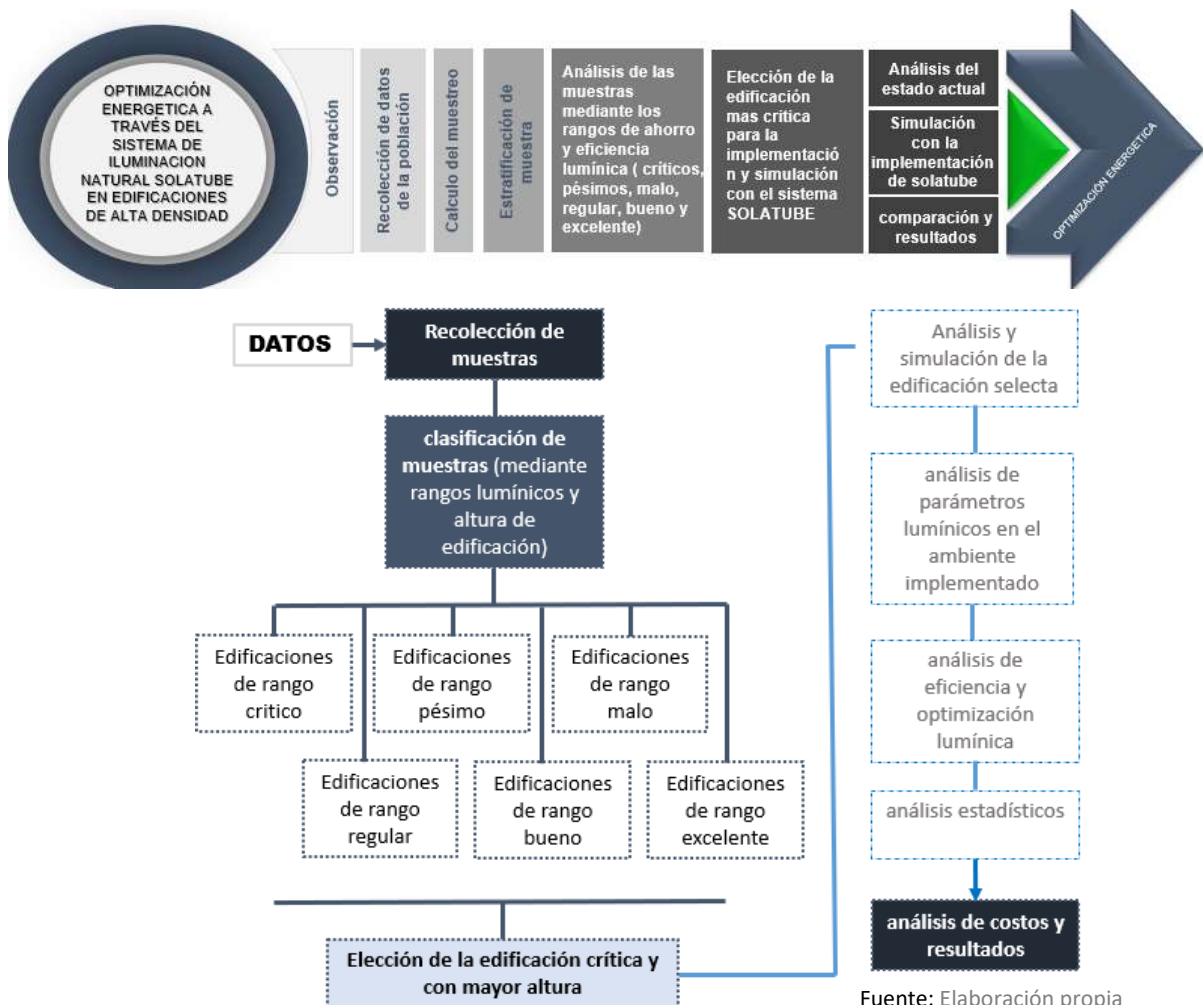 OPTIMIZACIÓN
ENERGETICA A
TRAVÉS DEL
SISTEMA DE
ILUMINACION
NATURAL SOLATUBE
EN EDIFICACIONES
DE ALTA DENSIDAD
Observación
Recolección de datos
de la población
Calculo del muestreo
Estratificación de
muestra
Análisis de las
muestras
mediante los
rangos de ahorro
y eficiencia
lumínica ( críticos,
pésimos, malo,
regular, bueno y
excelente)
Elección de la
edificación
mas critica
para la
implementació
n y simulación
con el sistema
SOLATUBE
Análisis del
estado actual
Simulación
con la
implementación
de solatube
comparación y
resultados
OPTIMIZACIÓN ENERGETICA
DATOS
Recolección de
muestras
clasificación de
muestras (mediante
rangos lumínicos y
altura de
edificación)
Edificaciones
de rango
critico
Edificaciones
de rango
pésimo
Edificaciones
de rango
malo
Edificaciones
de rango
regular
Edificaciones
de rango
bueno
Edificaciones
de rango
excelente
Elección de la edificación crítica y
con mayor altura
Análisis y
simulación de la
edificación selecta
análisis de
parámetros
lumínicos en el
ambiente
implementado
análisis de
eficiencia y
optimización
lumínica
análisis estadísticos
análisis de costos y
resultados
Fuente: Elaboración propia